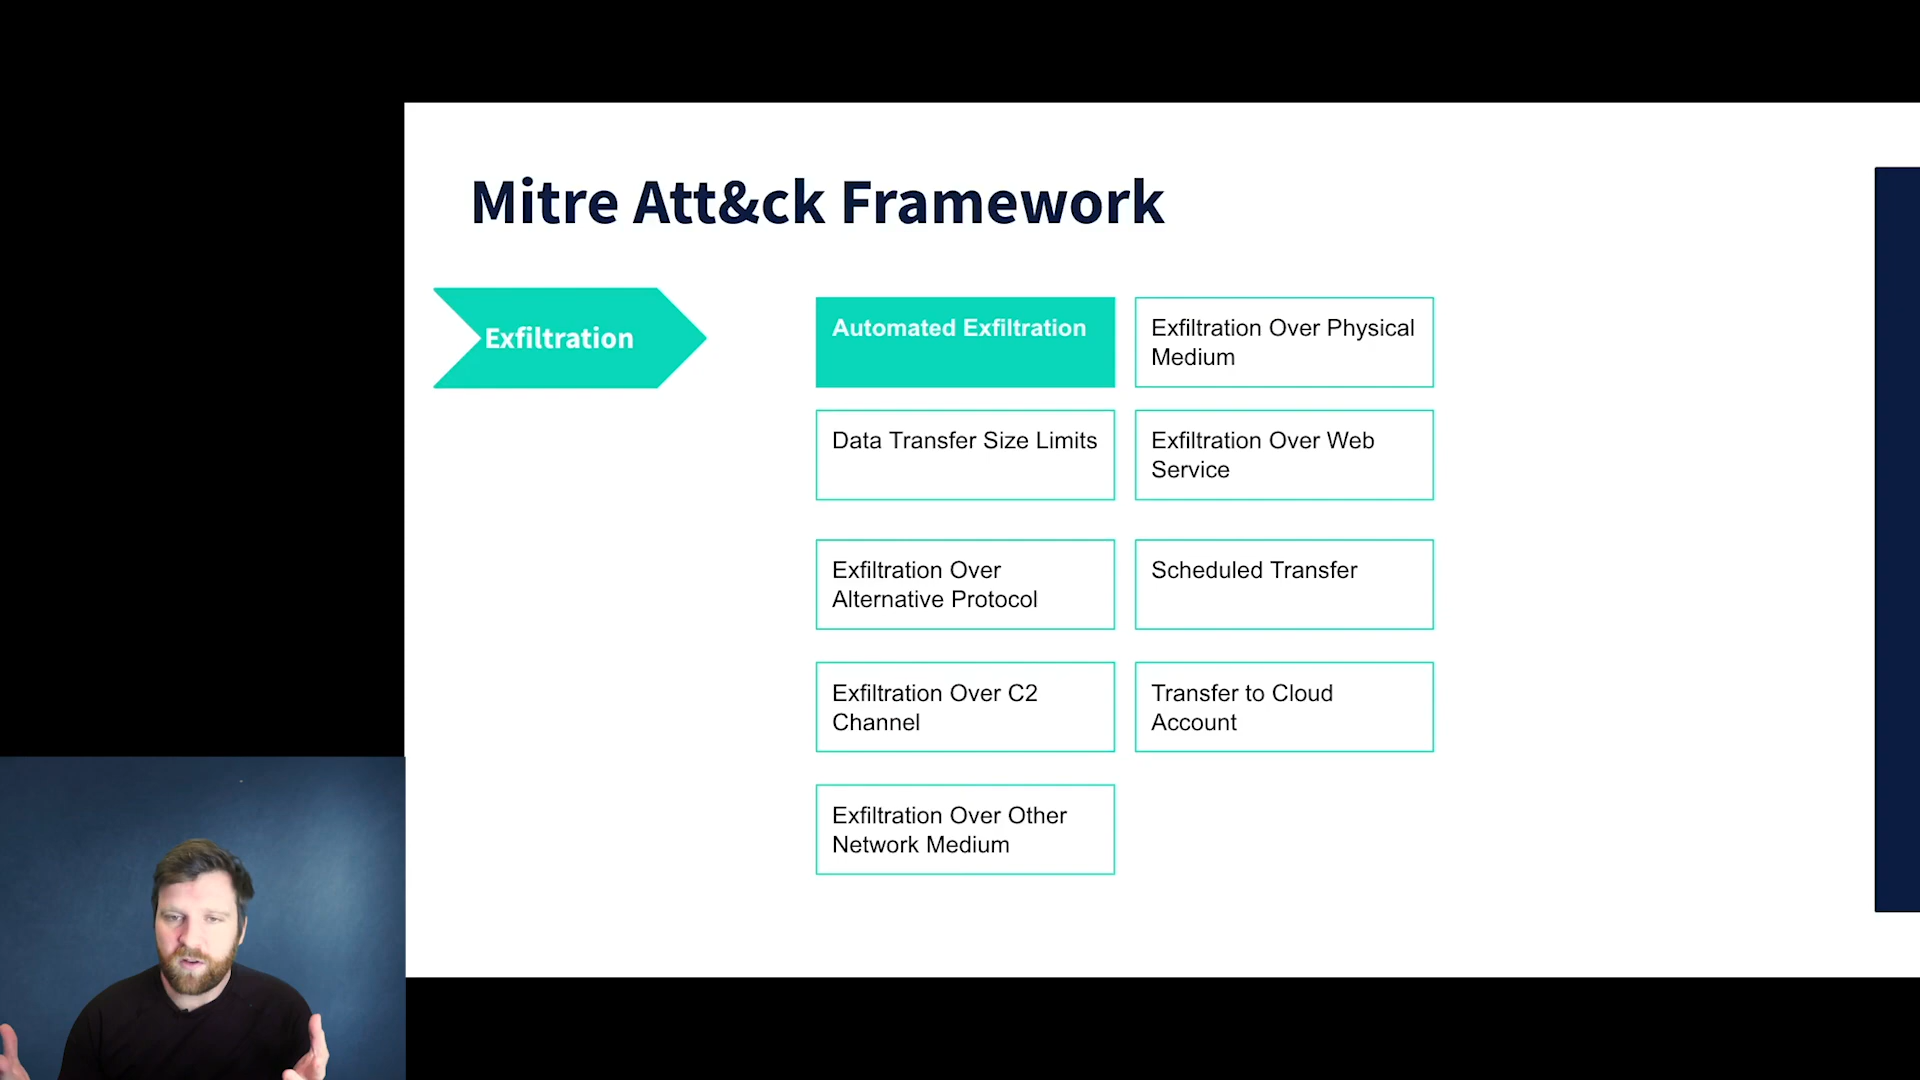 Mitre Att&ck Framework
Exfiltration
Automated Exfiltration
Exfiltration Over Physical
Medium
Data Transfer Size Limits
Exfiltration Over Web
Service
Exfiltration Over
Alternative Protocol
Scheduled Transfer
Exfiltration Over C2
Channel
Transfer to Cloud
Account
Exfiltration Over Other
Network Medium